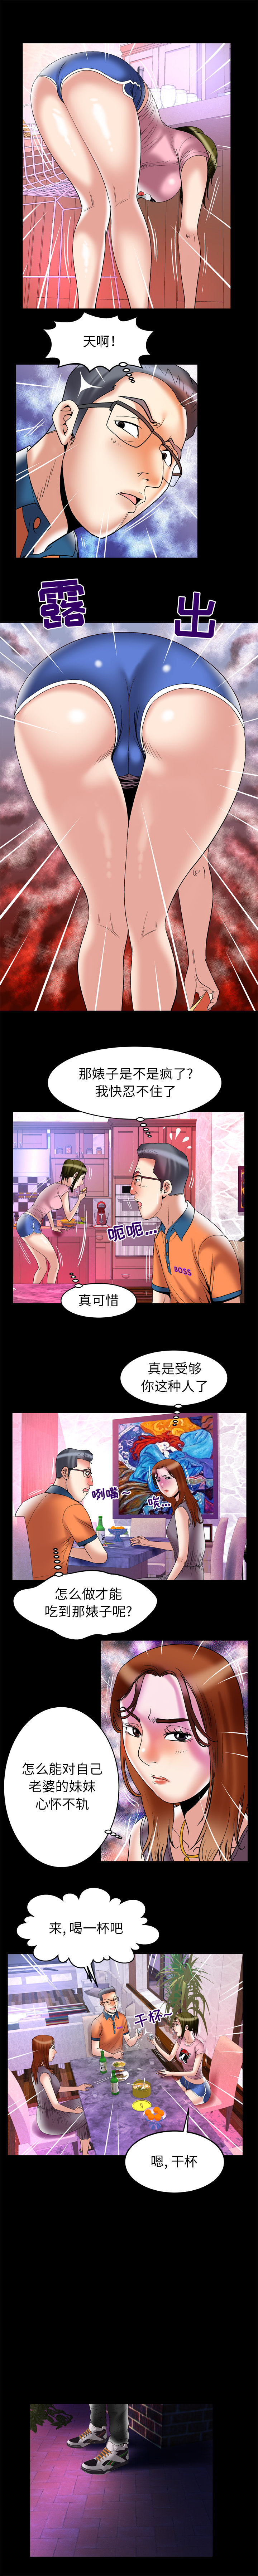 天啊！
露 出
那婊子是不是疯了？
我快忍不住了
呃呃...
BOSS
真可惜
真是受够
你这种人了
咧嘴~
唉...
怎么做才能
吃到那婊子呢?
怎么能对自己
老婆的妹妹
心怀不轨
来, 喝一杯吧
干杯~
嗯, 干杯